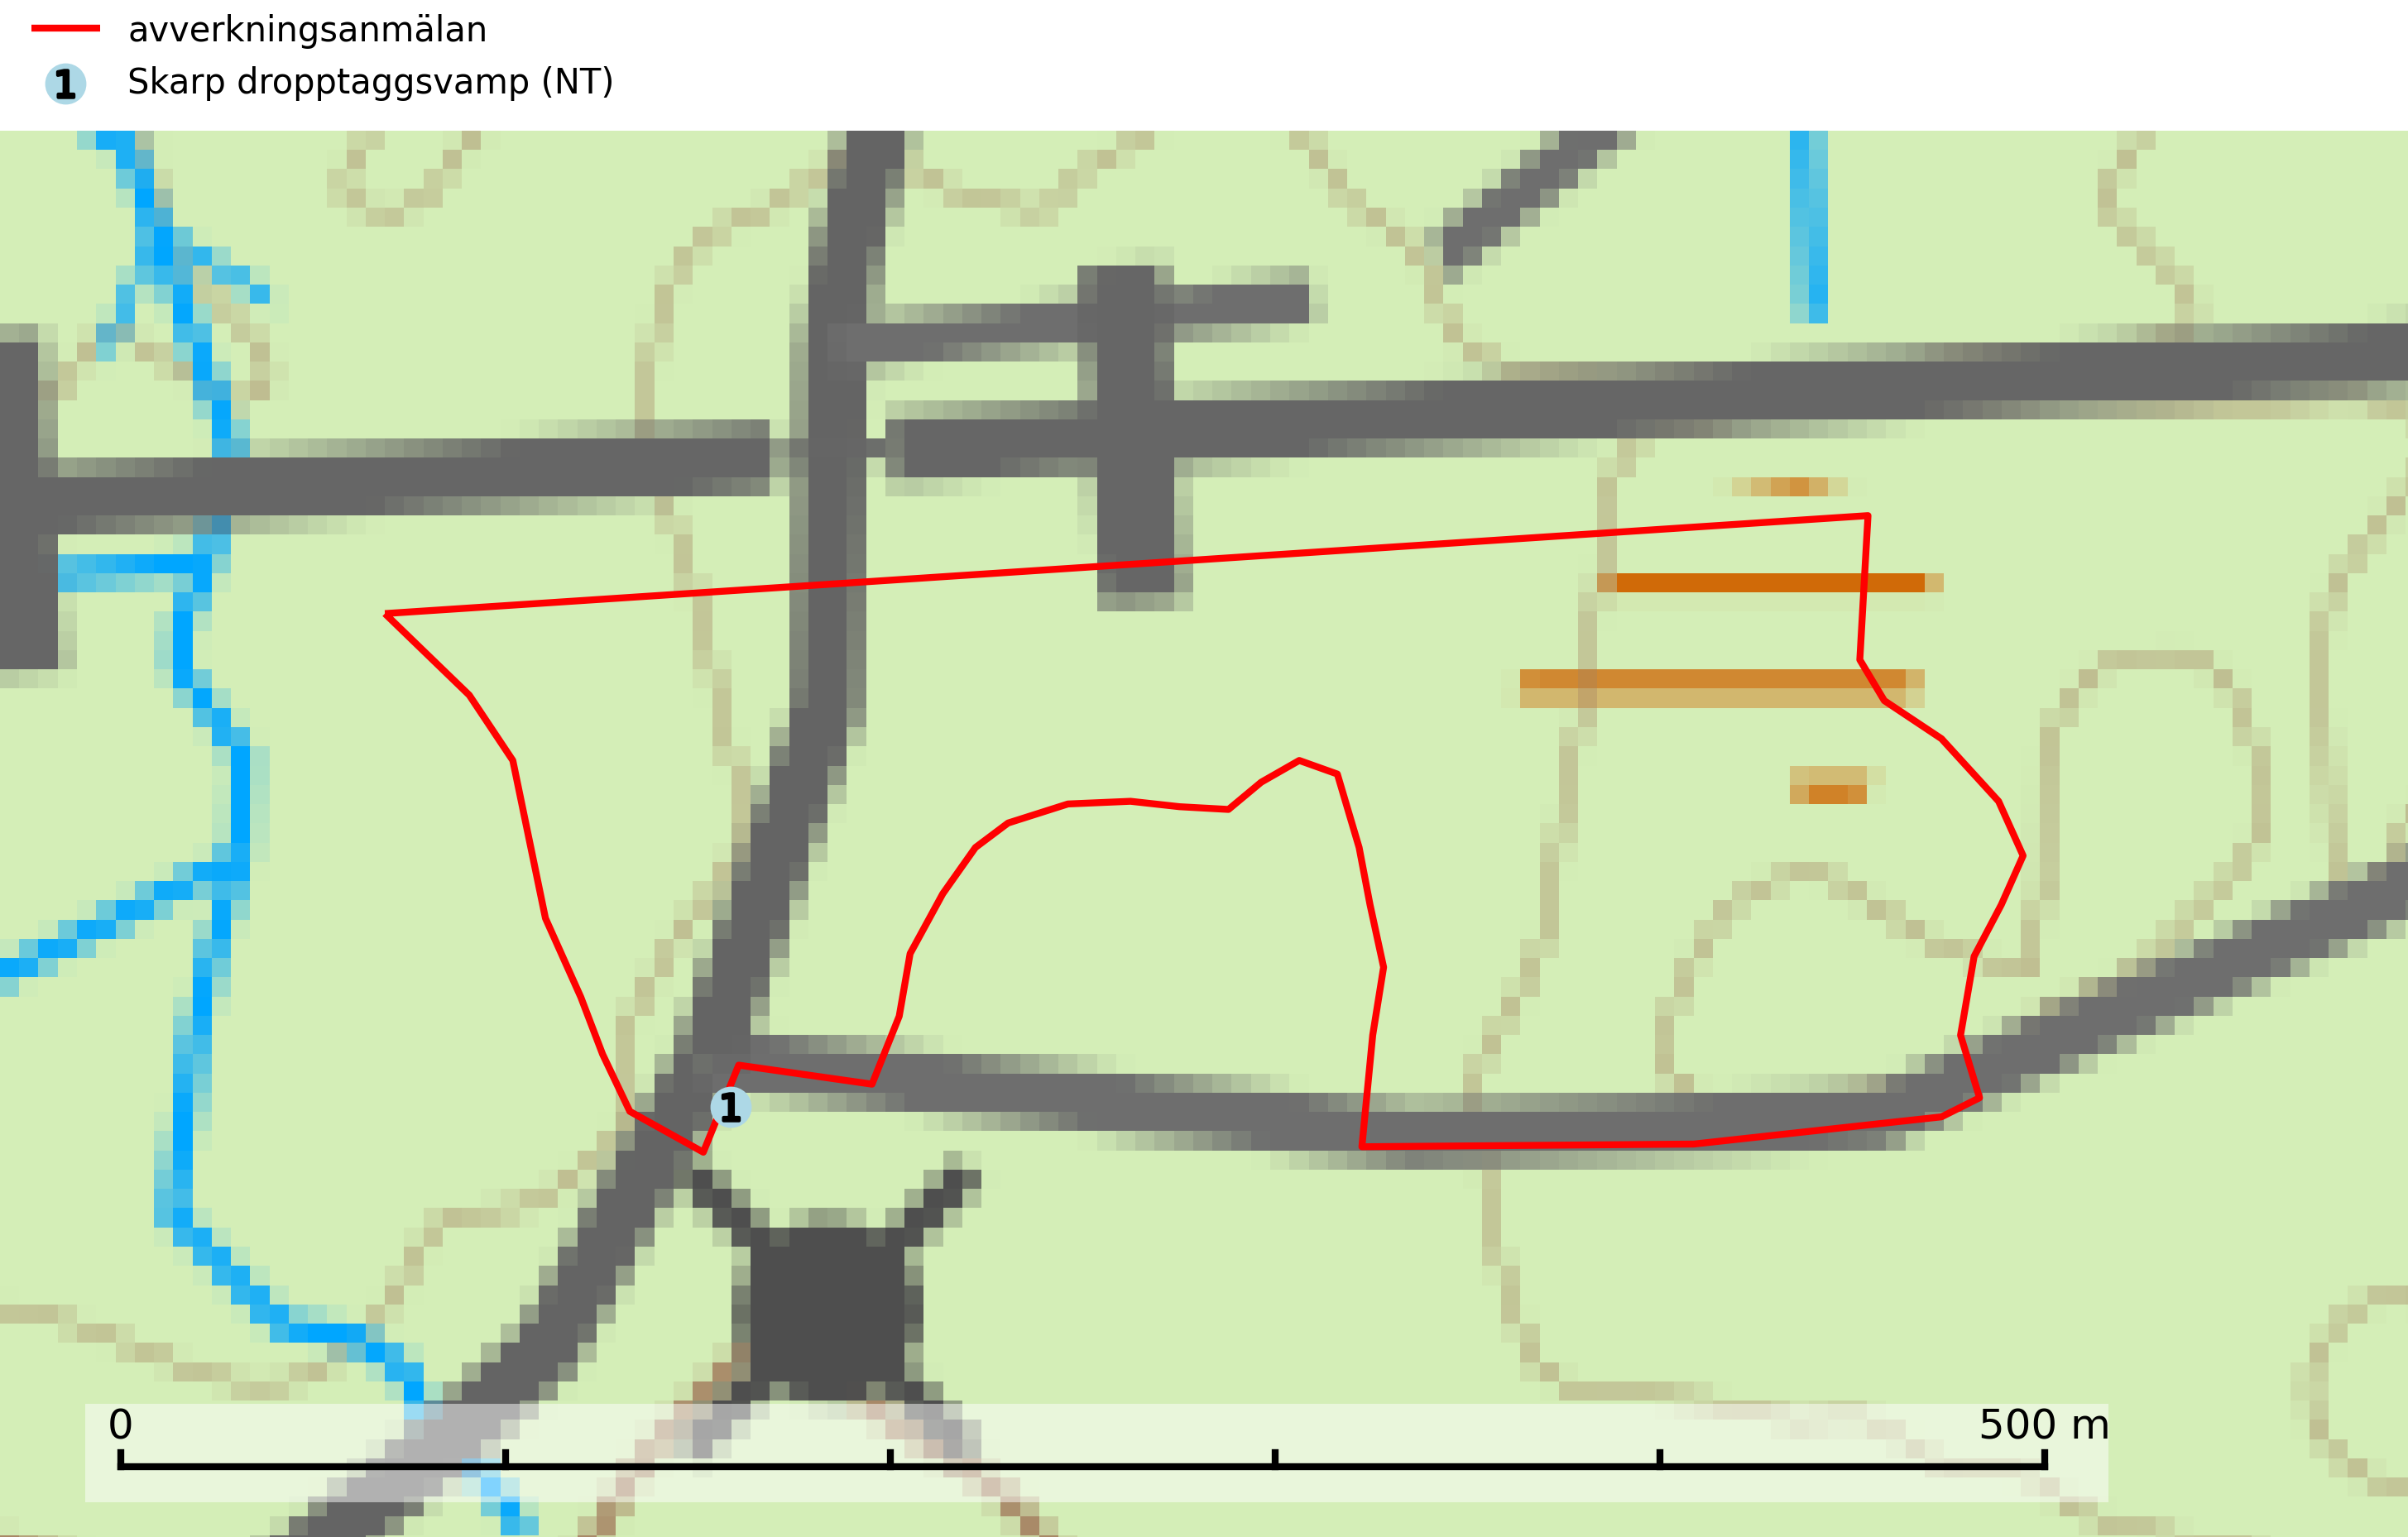 avverkningsanmälan
1 Skarp dropptaggsvamp (NT)
1
0 500 m